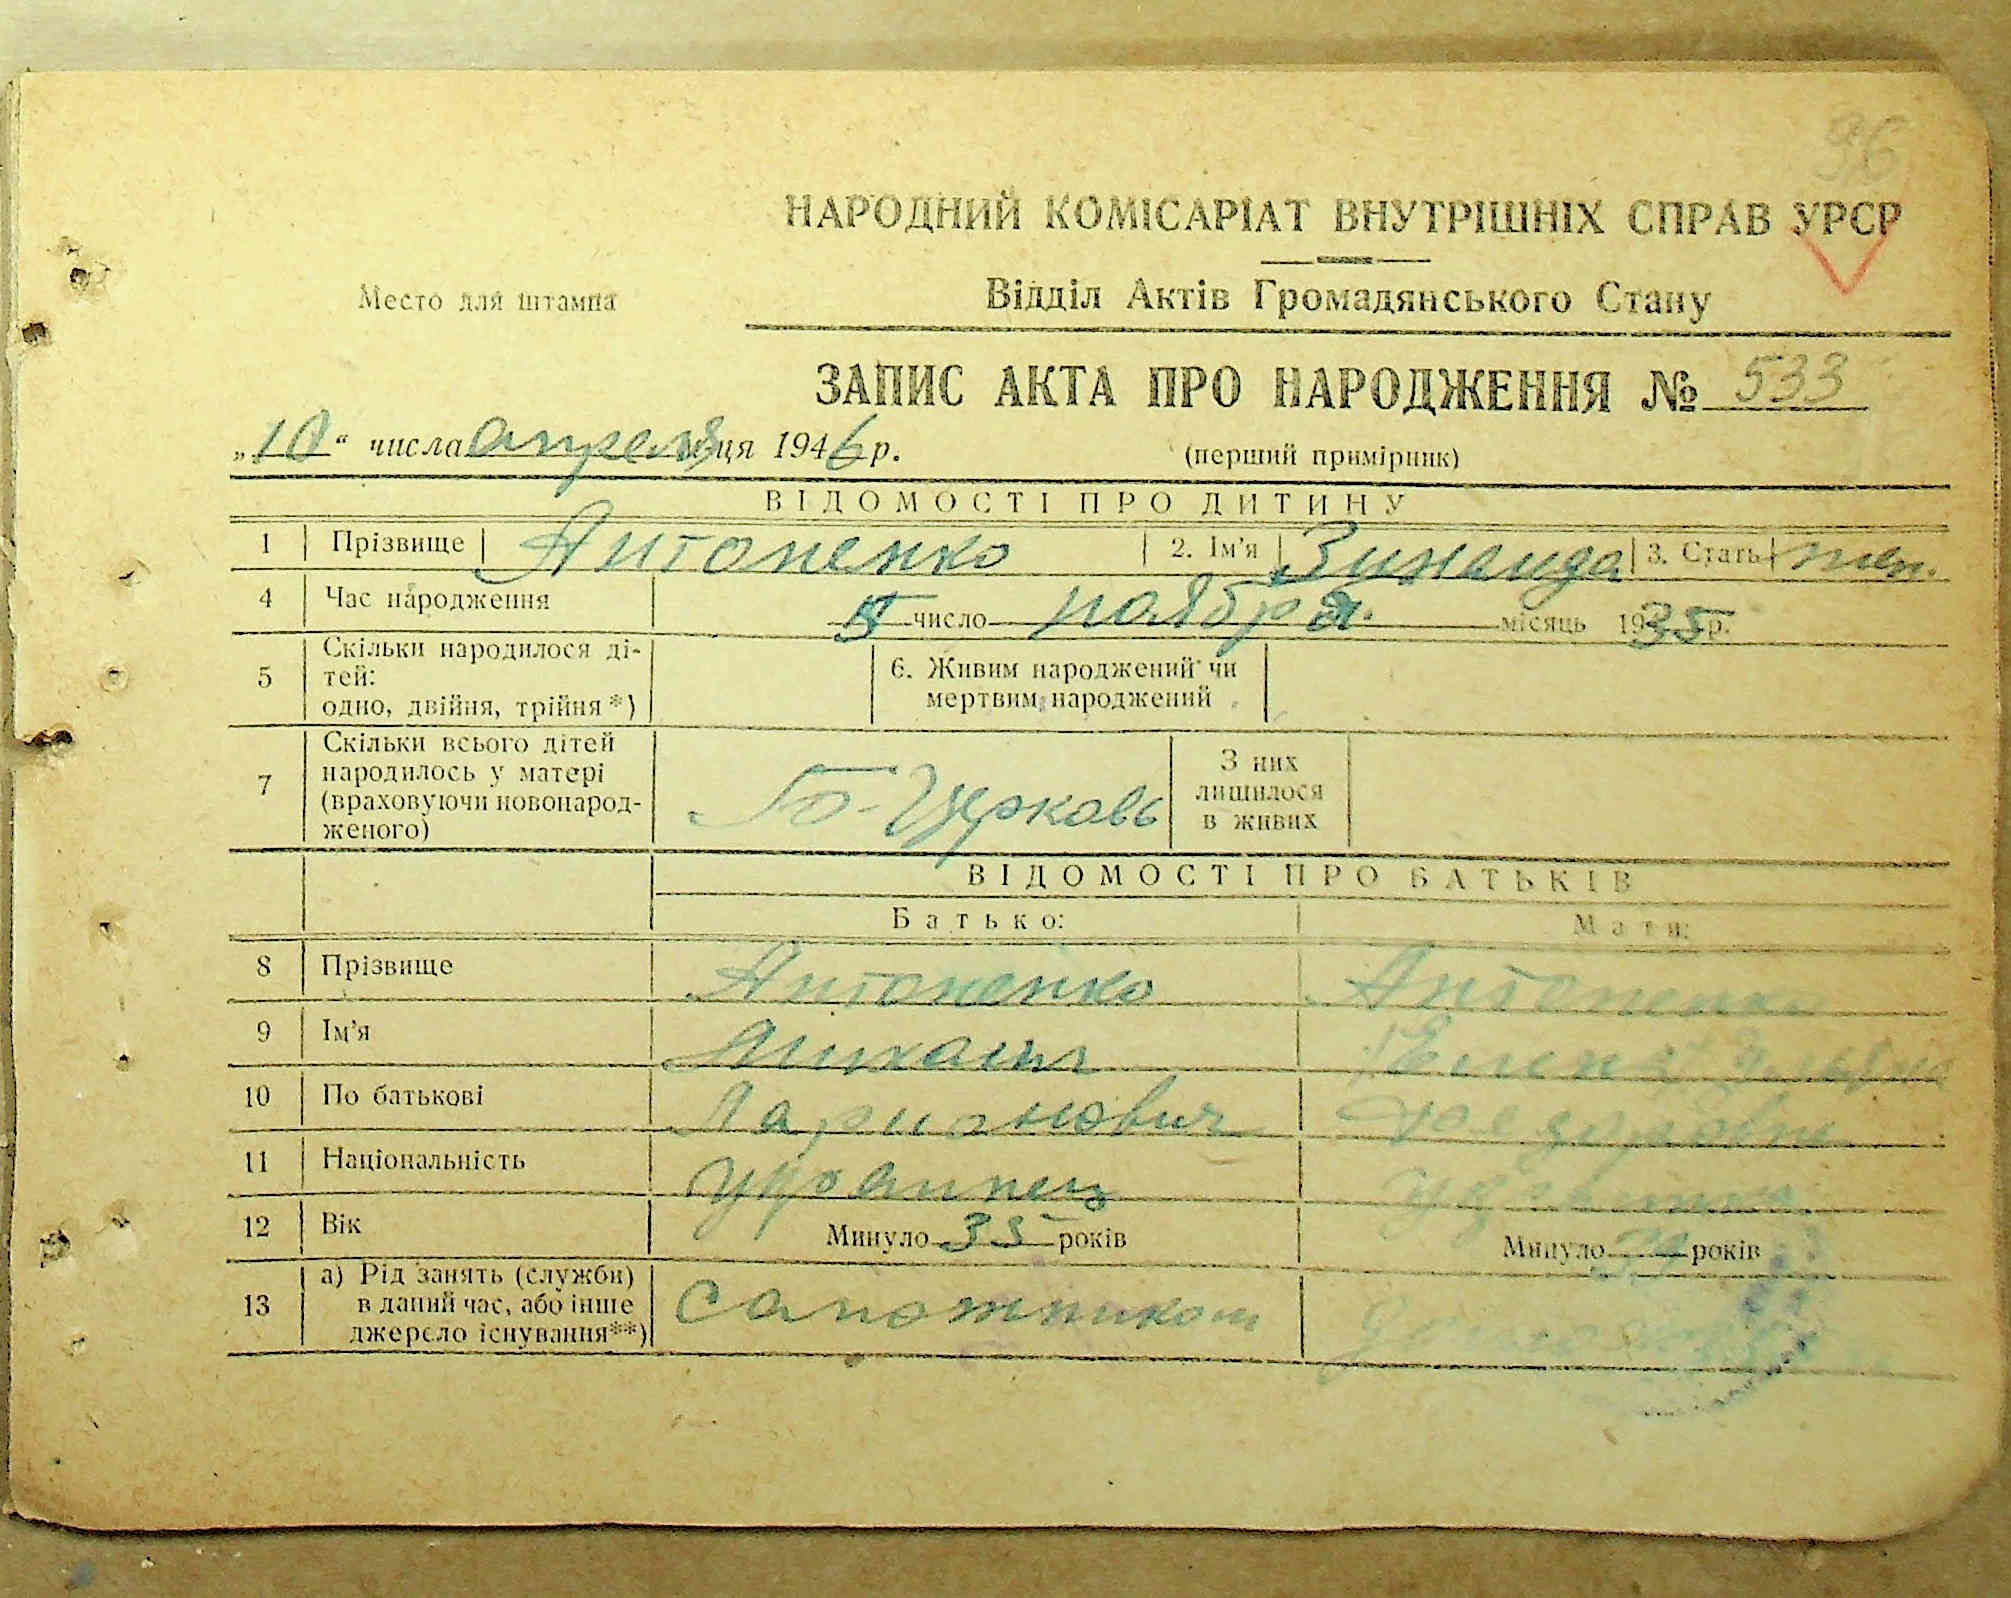 96
НАРОДНИЙ КОМІСАРІАТ ВНУТРІШНІХ СПРАВ УРСР
Место для штампа
Відділ Актів Громадянського Стану
ЗАПИС АКТА ПРО НАРОДЖЕННЯ № 533
„10“ числа апреля ця 1946 р. (перший примірник)
ВІДОМОСТІ ПРО ДИТИНУ
1 Прізвище Антоненко 2. Ім'я Зинаида 3. Стать жен.
4 Час народження 5 число ноября. місяць 1935 р.
5 Скільки народилося ді-
тей:
одно, двійня, трійня *)
6. Живим народжений чи
мертвим народжений
7 Скільки всього дітей
народилось у матері
(враховуючи новонарод-
женого)
Б-Церковь
З них
лишилося
в живих
ВІДОМОСТІ ПРО БАТЬКІВ
Батько: Мати:
8 Прізвище Антоненко Антоненко
9 Ім'я Михаил Елена
10 По батькові Ларионович
11 Національність украинец украинка
12 Вік Минуло 35 років Минуло років
13 а) Рід занять (служби)
в даний час, або інше
джерело існування**)
сапожником